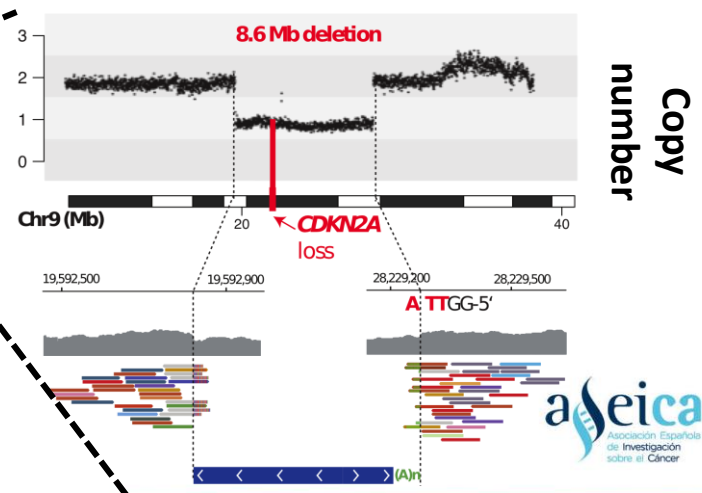 3
8.6 Mb deletion
2
1
0
Copy
number
Chr9 (Mb)
20
40
CDKN2A
loss
19,592,500
19,592,900
28,229,200
28,229,500
A TTGG-5'
(A)n
aseica
Asociación Española
de Investigación
sobre el Cáncer